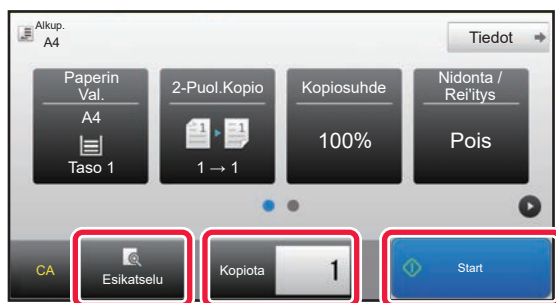 Alkup.
A4
Tiedot
Paperin
Val.
A4
Taso 1
2-Puol.Kopio
1 → 1
Kopiosuhde
100%
Nidonta /
Rei'itys
Pois
CA
Esikatselu
Kopiota
1
Start